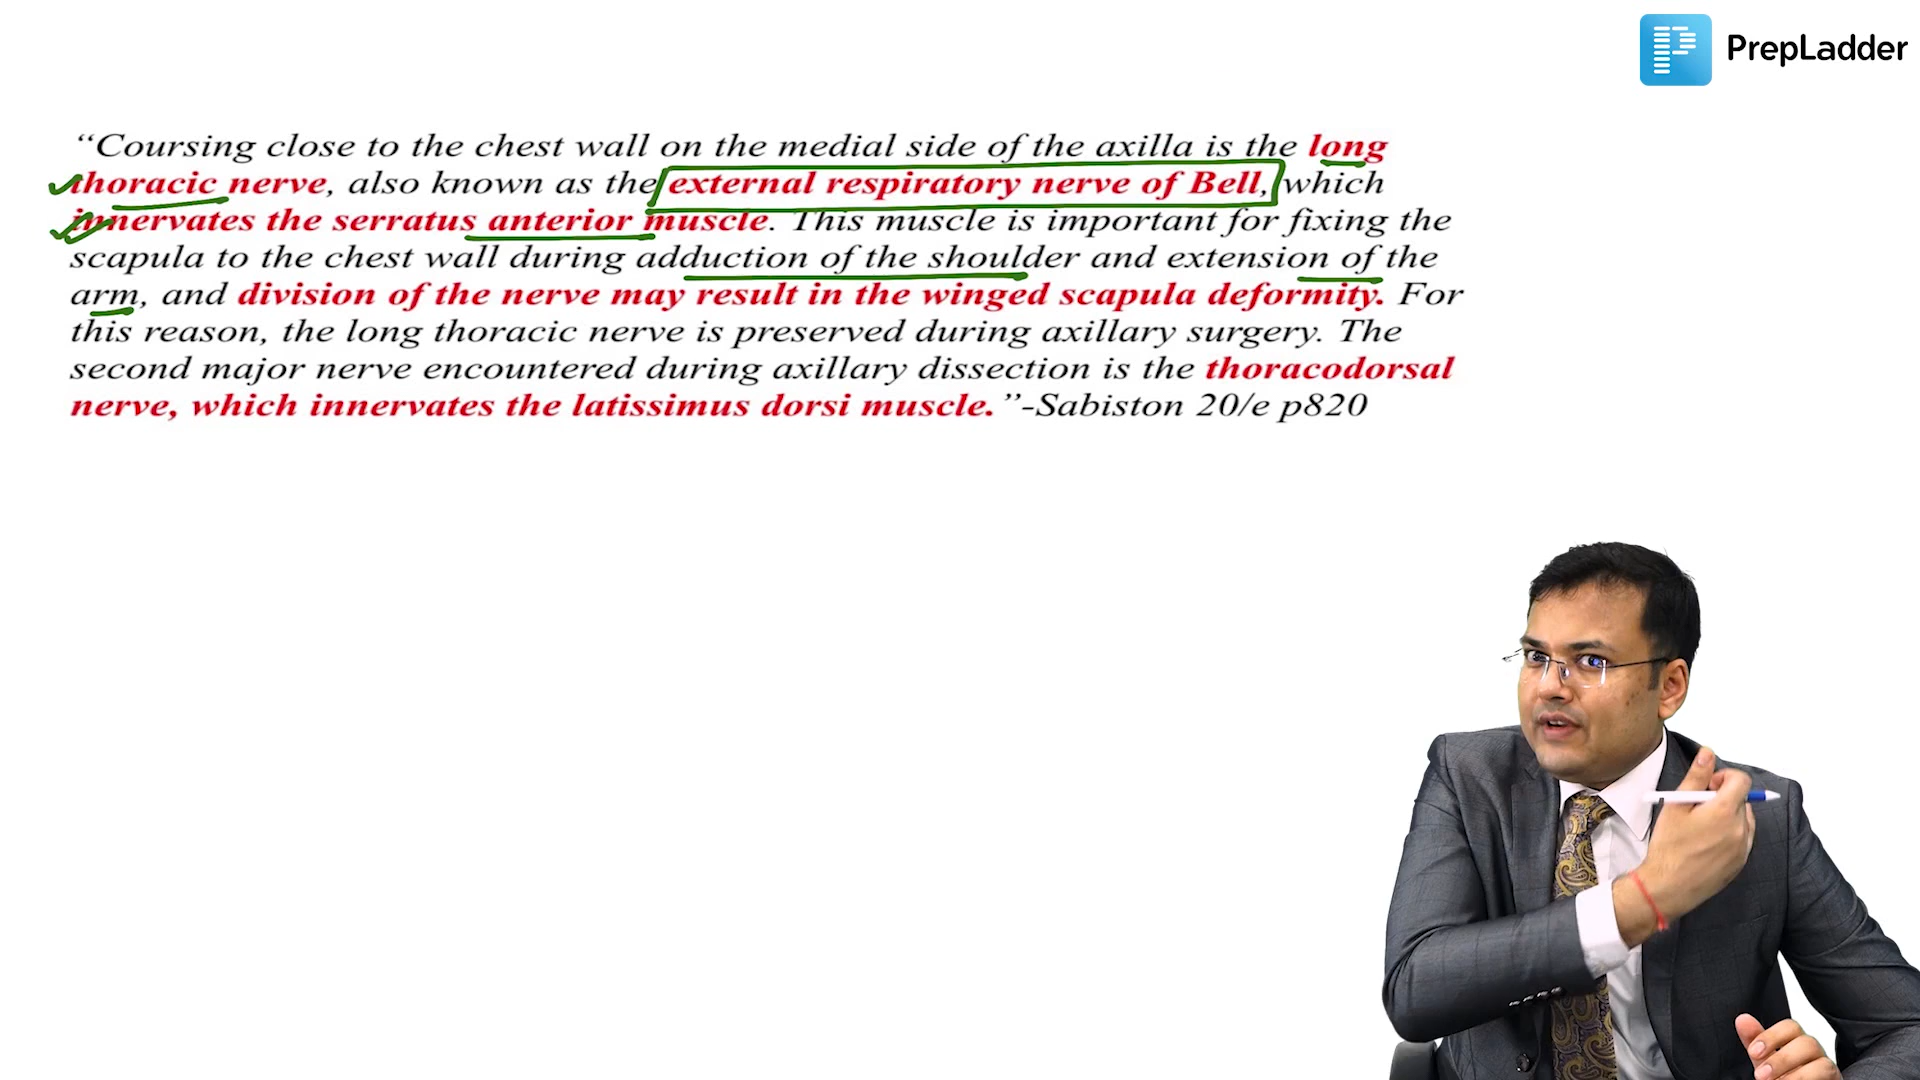 PrepLadder
“Coursing close to the chest wall on the medial side of the axilla is the long
thoracic nerve, also known as the external respiratory nerve of Bell, which
innervates the serratus anterior muscle. This muscle is important for fixing the
scapula to the chest wall during adduction of the shoulder and extension of the
arm, and division of the nerve may result in the winged scapula deformity. For
this reason, the long thoracic nerve is preserved during axillary surgery. The
second major nerve encountered during axillary dissection is the thoracodorsal
nerve, which innervates the latissimus dorsi muscle.”-Sabiston 20/e p820